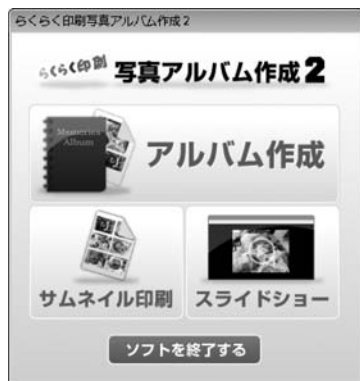 らくらく印刷写真アルバム作成2
らくらく印刷 写真アルバム作成2
Memories
Album
アルバム作成
サムネイル印刷
スライドショー
ソフトを終了する